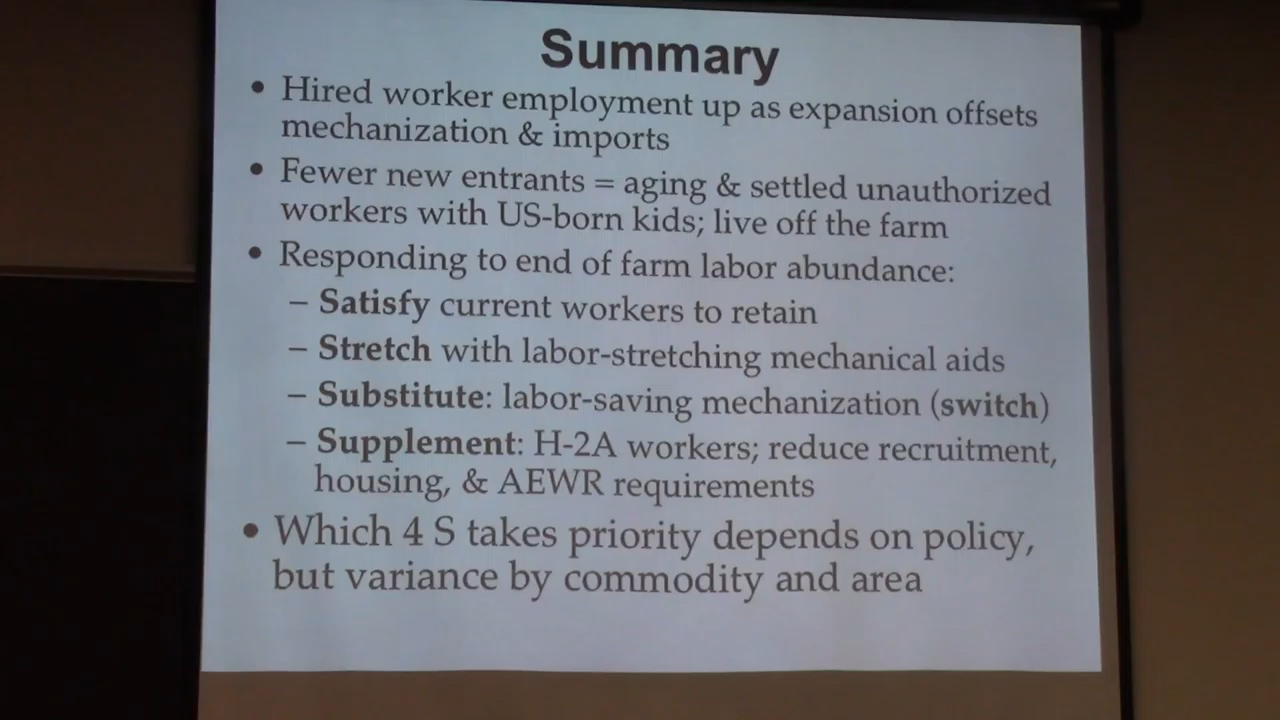 Summary
• Hired worker employment up as expansion offsets
mechanization & imports
• Fewer new entrants = aging & settled unauthorized
workers with US-born kids; live off the farm
• Responding to end of farm labor abundance:
– Satisfy current workers to retain
– Stretch with labor-stretching mechanical aids
– Substitute: labor-saving mechanization (switch)
– Supplement: H-2A workers; reduce recruitment,
housing, & AEWR requirements
• Which 4 S takes priority depends on policy,
but variance by commodity and area